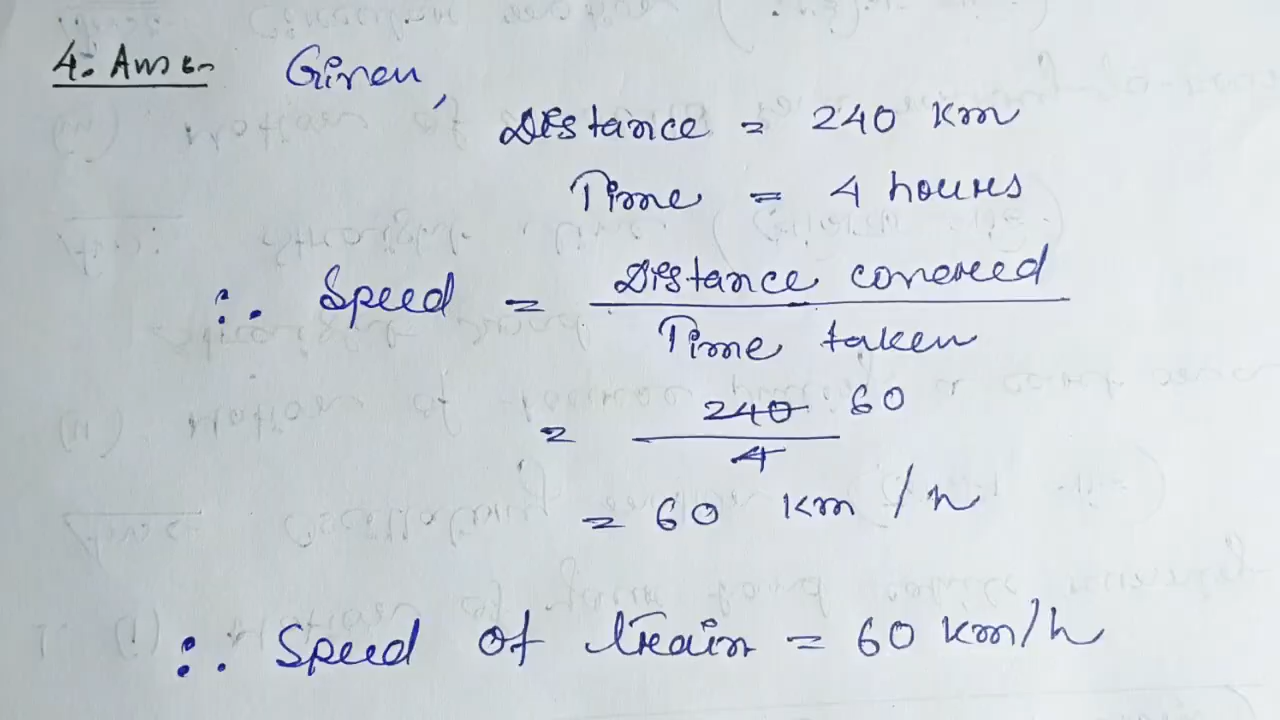 4. Ans:- Given,
Distance = 240 km
Time = 4 hours
∴ Speed = Distance covered
Time taken
= 240 60
4
= 60 km/h
∴ Speed of train = 60 km/h